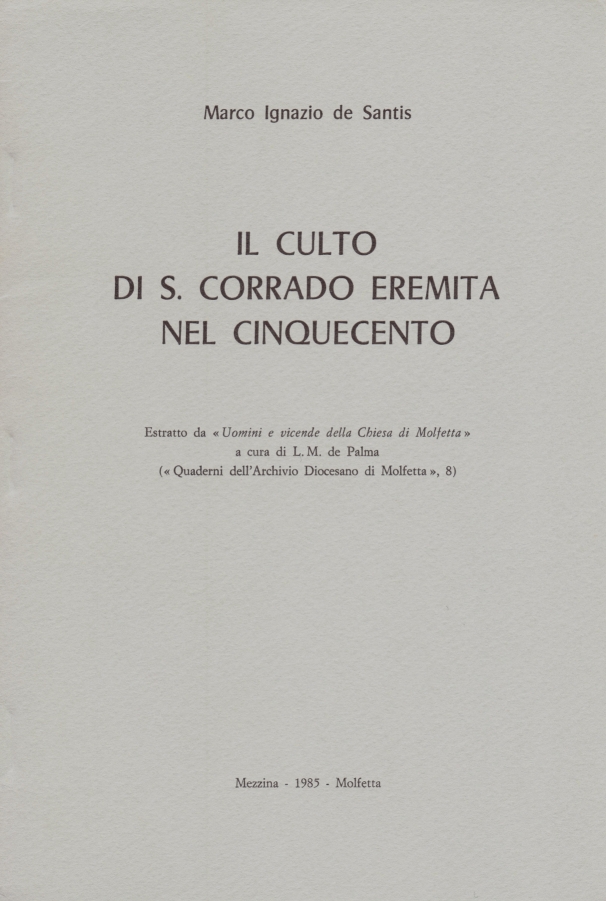 Marco Ignazio de Santis
IL CULTO
DI S. CORRADO EREMITA
NEL CINQUECENTO
Estratto da « Uomini e vicende della Chiesa di Molfetta »
a cura di L. M. de Palma
(« Quaderni dell'Archivio Diocesano di Molfetta », 8)
Mezzina - 1985 - Molfetta